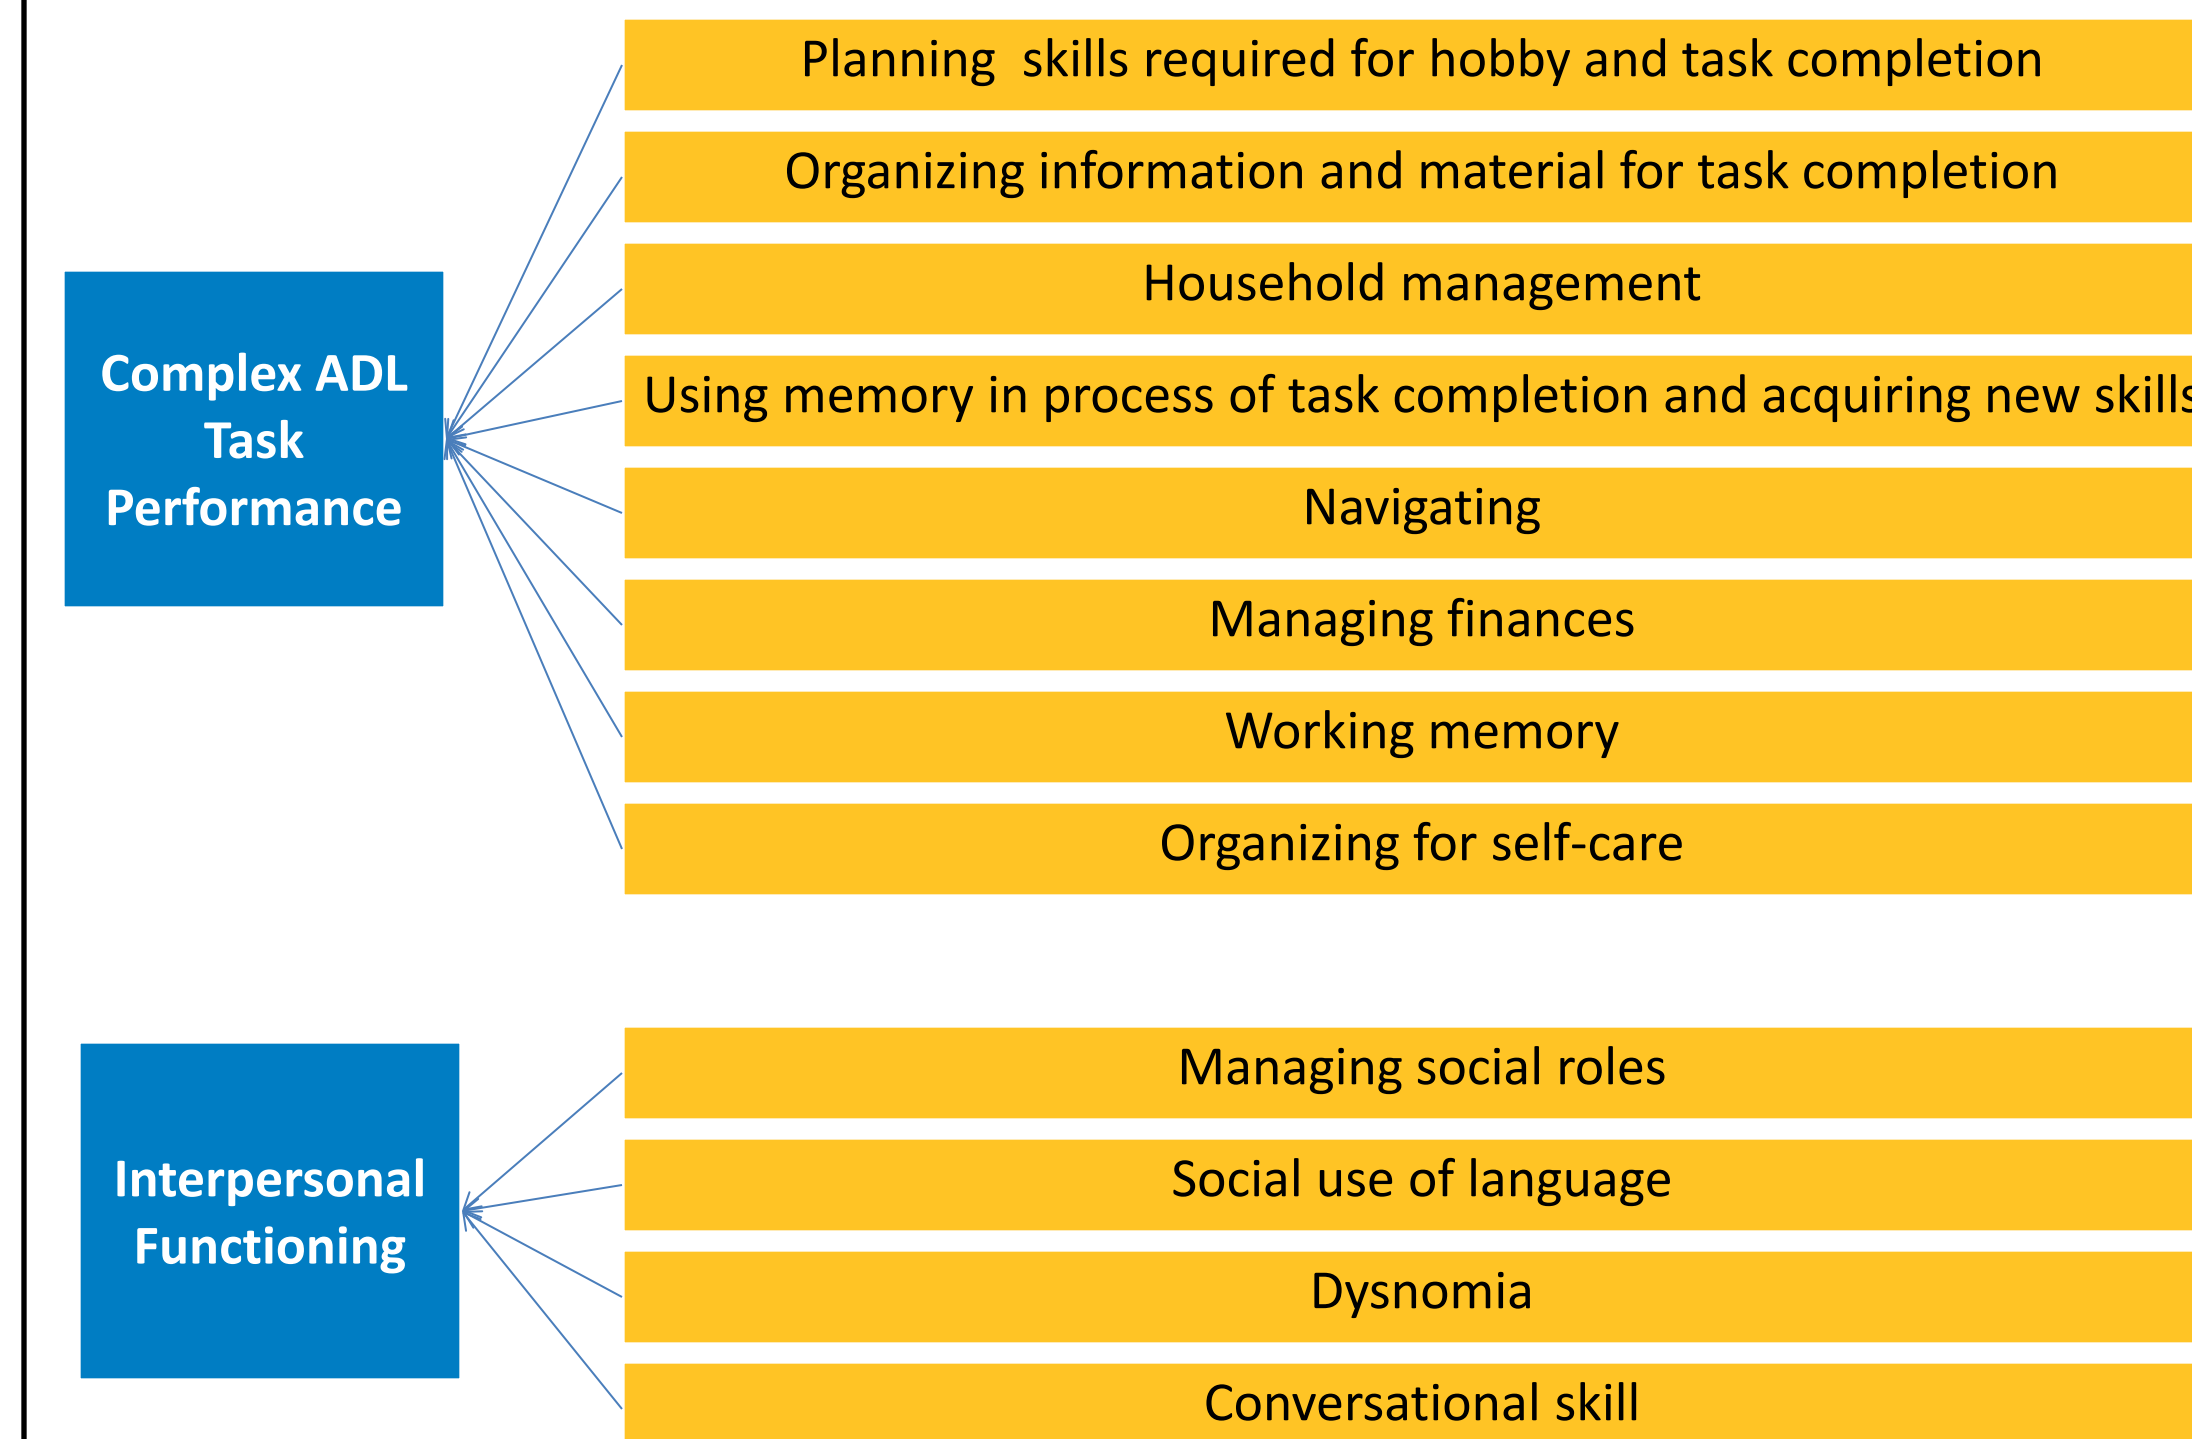 Planning  skills required for hobby and task completion
Organizing information and material for task completion
Household management
Using memory in process of task completion and acquiring new skills
Navigating
Managing finances
Working memory
Organizing for self-care
Complex ADL
Task
Performance
Managing social roles
Social use of language
Dysnomia
Conversational skill
Interpersonal
Functioning